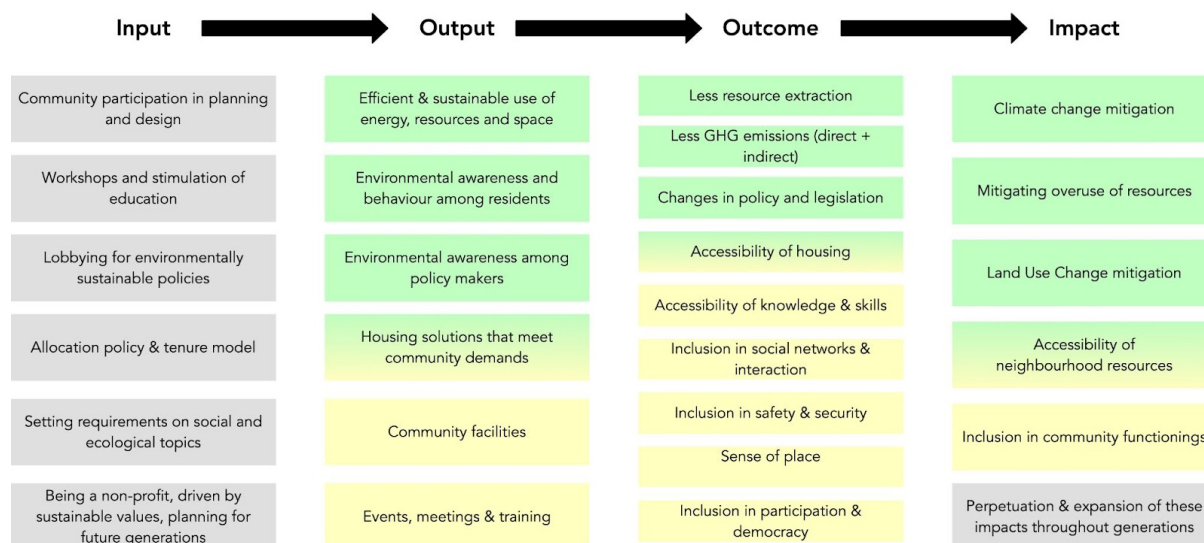 Input
Output
Outcome
Impact
Community participation in planning
and design
Workshops and stimulation of
education
Lobbying for environmentally
sustainable policies
Allocation policy & tenure model
Setting requirements on social and
ecological topics
Being a non-profit, driven by
sustainable values, planning for
future generations
Efficient & sustainable use of
energy, resources and space
Environmental awareness and
behaviour among residents
Environmental awareness among
policy makers
Housing solutions that meet
community demands
Community facilities
Events, meetings & training
Less resource extraction
Less GHG emissions (direct +
indirect)
Changes in policy and legislation
Accessibility of housing
Accessibility of knowledge & skills
Inclusion in social networks &
interaction
Inclusion in safety & security
Sense of place
Inclusion in participation &
democracy
Climate change mitigation
Mitigating overuse of resources
Land Use Change mitigation
Accessibility of
neighbourhood resources
Inclusion in community functionings
Perpetuation & expansion of these
impacts throughout generations